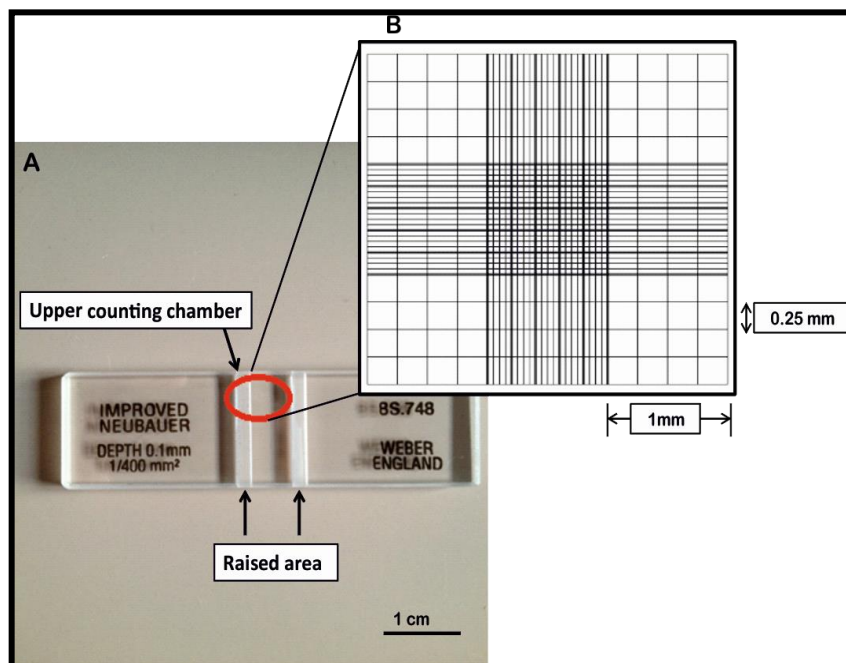 B
A
Upper counting chamber
IMPROVED
NEUBAUER
DEPTH 0.1mm
1/400 mm²
8S.748
WEBER
ENGLAND
0.25 mm
1mm
Raised area
1 cm